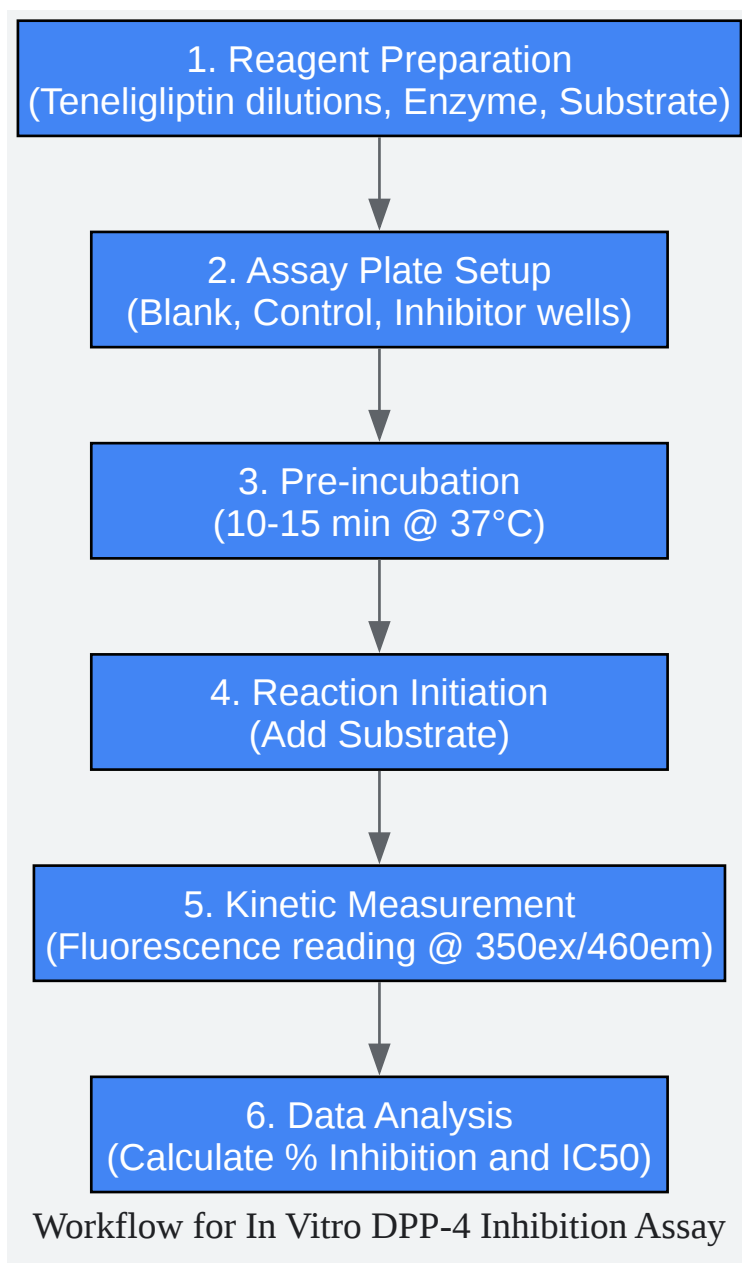 1. Reagent Preparation
(Teneligliptin dilutions, Enzyme, Substrate)
2. Assay Plate Setup
(Blank, Control, Inhibitor wells)
3. Pre-incubation
(10-15 min @ 37°C)
4. Reaction Initiation
(Add Substrate)
5. Kinetic Measurement
(Fluorescence reading @ 350ex/460em)
6. Data Analysis
(Calculate % Inhibition and IC50)
Workflow for In Vitro DPP-4 Inhibition Assay